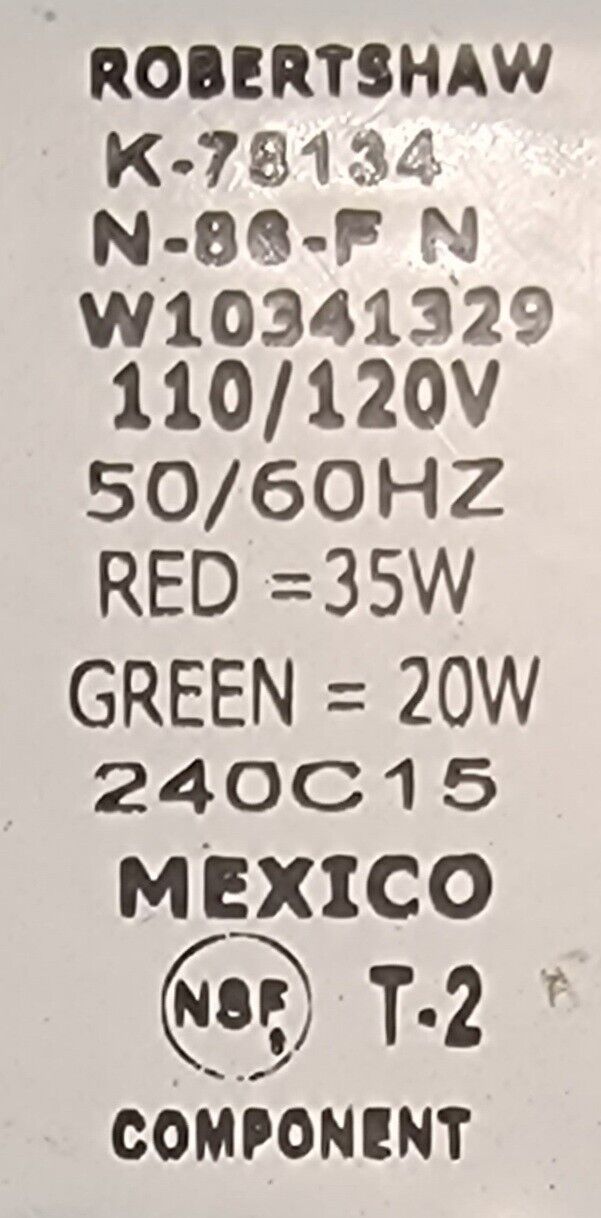 ROBERTSHAW
K-78134
N-86-F N
W10341329
110/120V
50/60HZ
RED = 35W
GREEN = 20W
240C15
MEXICO
NSF® T-2
COMPONENT